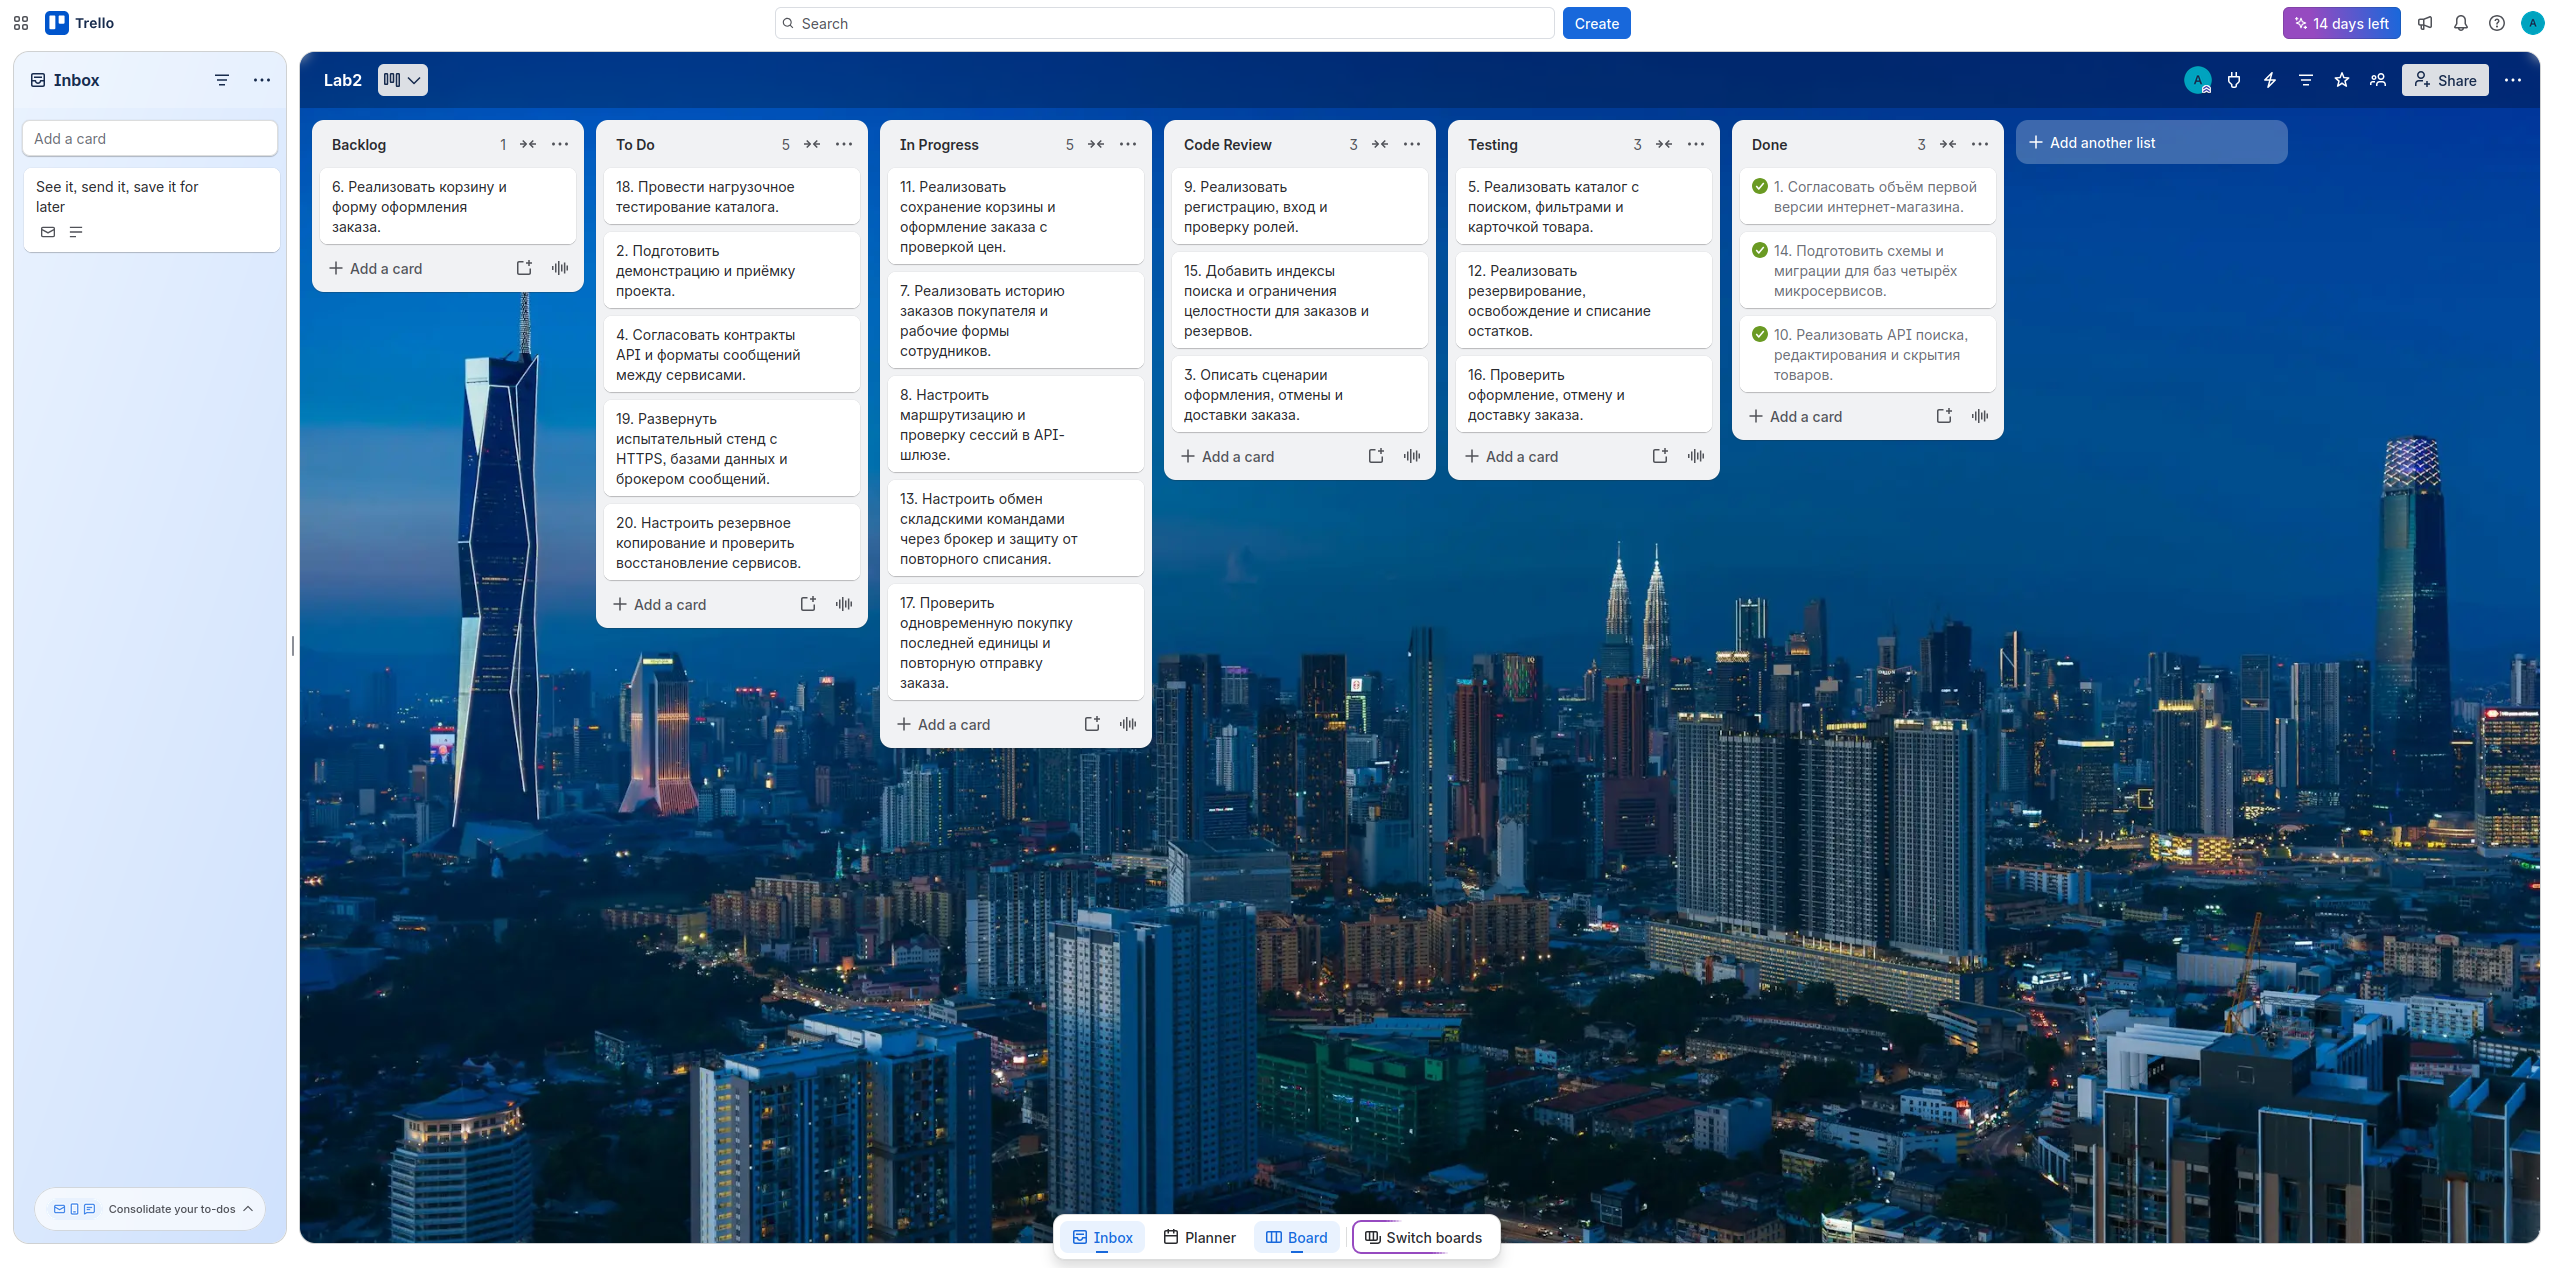 Trello
Search
Create
14 days left
A
Inbox
Add a card
See it, send it, save it for
later
Consolidate your to-dos
Lab2
A
Share
Backlog
1
6. Реализовать корзину и
форму оформления
заказа.
Add a card
To Do
5
18. Провести нагрузочное
тестирование каталога.
2. Подготовить
демонстрацию и приёмку
проекта.
4. Согласовать контракты
API и форматы сообщений
между сервисами.
19. Развернуть
испытательный стенд с
HTTPS, базами данных и
брокером сообщений.
20. Настроить резервное
копирование и проверить
восстановление сервисов.
Add a card
In Progress
5
11. Реализовать
сохранение корзины и
оформление заказа с
проверкой цен.
7. Реализовать историю
заказов покупателя и
рабочие формы
сотрудников.
8. Настроить
маршрутизацию и
проверку сессий в API-
шлюзе.
13. Настроить обмен
складскими командами
через брокер и защиту от
повторного списания.
17. Проверить
одновременную покупку
последней единицы и
повторную отправку
заказа.
Add a card
Code Review
3
9. Реализовать
регистрацию, вход и
проверку ролей.
15. Добавить индексы
поиска и ограничения
целостности для заказов и
резервов.
3. Описать сценарии
оформления, отмены и
доставки заказа.
Add a card
Testing
3
5. Реализовать каталог с
поиском, фильтрами и
карточкой товара.
12. Реализовать
резервирование,
освобождение и списание
остатков.
16. Проверить
оформление, отмену и
доставку заказа.
Add a card
Done
3
1. Согласовать объём первой
версии интернет-магазина.
14. Подготовить схемы и
миграции для баз четырёх
микросервисов.
10. Реализовать API поиска,
редактирования и скрытия
товаров.
Add a card
Add another list
Inbox
Planner
Board
Switch boards